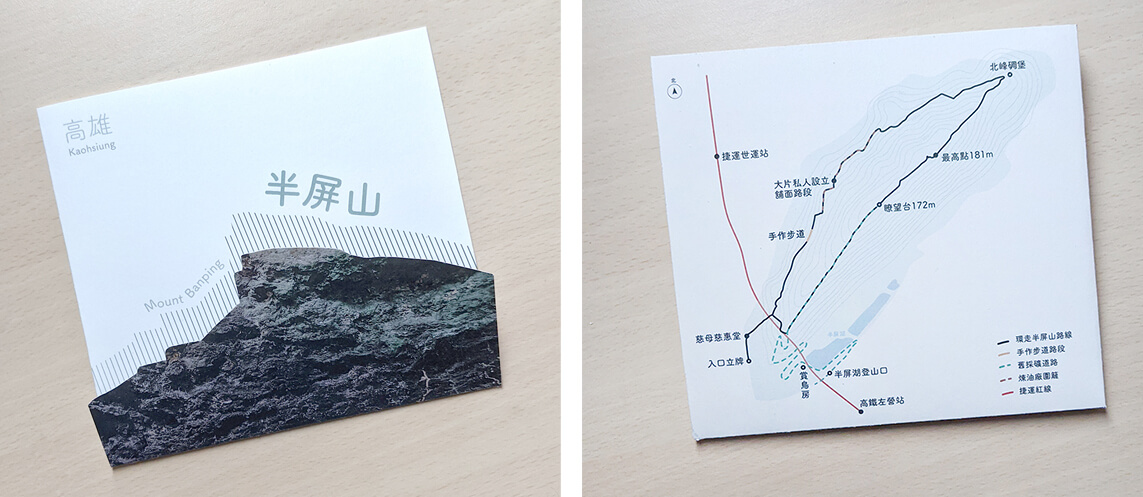 高雄
Kaohsiung
半屏山
Mount Banping
北
北峰碉堡
捷運世運站
最高點181m
大片私人設立
舖面路段
瞭望台172m
手作步道
慈母慈惠堂
入口立牌
賞鳥房
半屏湖登山口
高鐵左營站
環走半屏山路線
手作步道路段
舊採礦道路
煉油廠圍籬
捷運紅線